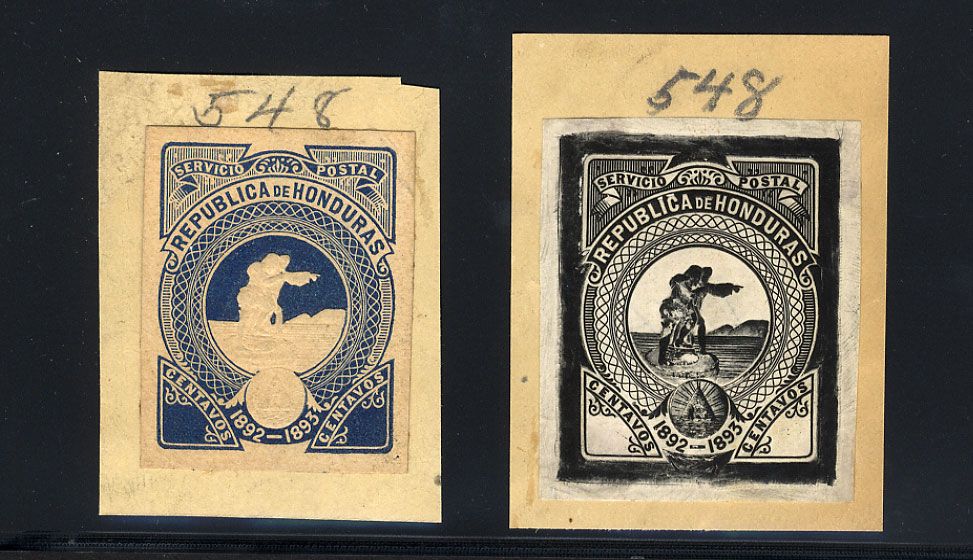 548
SERVICIO POSTAL
REPUBLICA DE HONDURAS
CENTAVOS 1892-1893 CENTAVOS
548
SERVICIO POSTAL
REPUBLICA DE HONDURAS
CENTAVOS 1892-1893 CENTAVOS